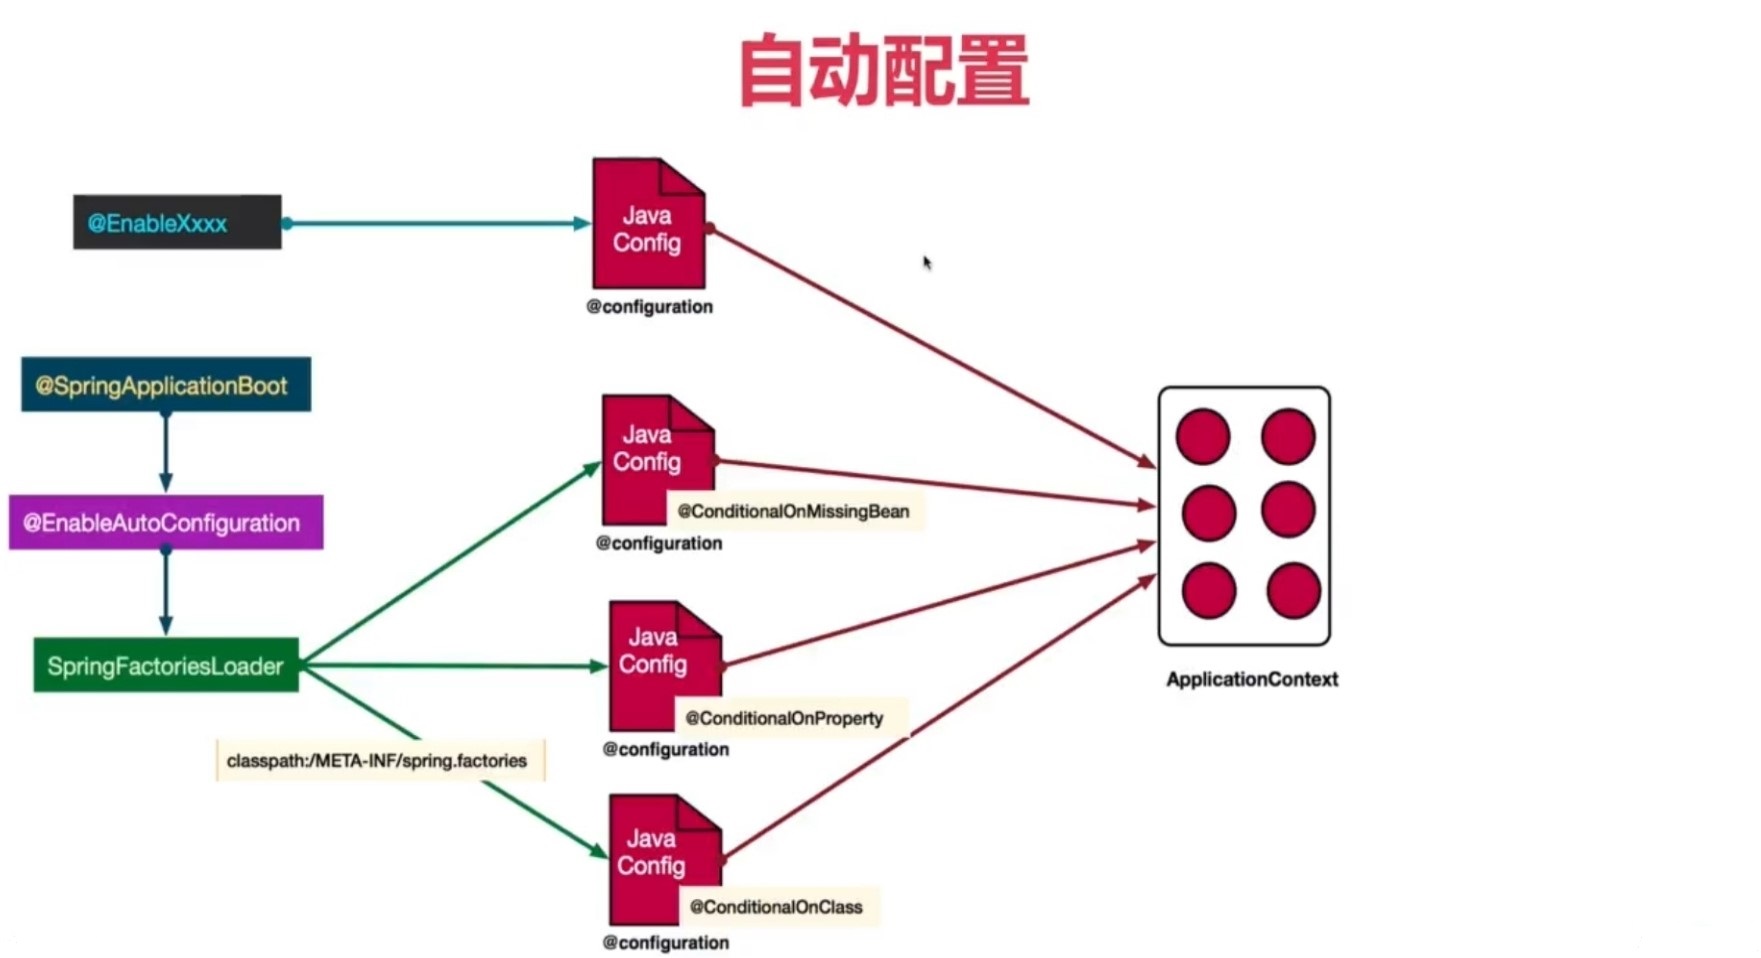 自动配置
@EnableXxxx
Java
Config
@configuration
@SpringApplicationBoot
@EnableAutoConfiguration
SpringFactoriesLoader
classpath:/META-INF/spring.factories
Java
Config
@ConditionalOnMissingBean
@configuration
Java
Config
@ConditionalOnProperty
@configuration
Java
Config
@ConditionalOnClass
@configuration
ApplicationContext